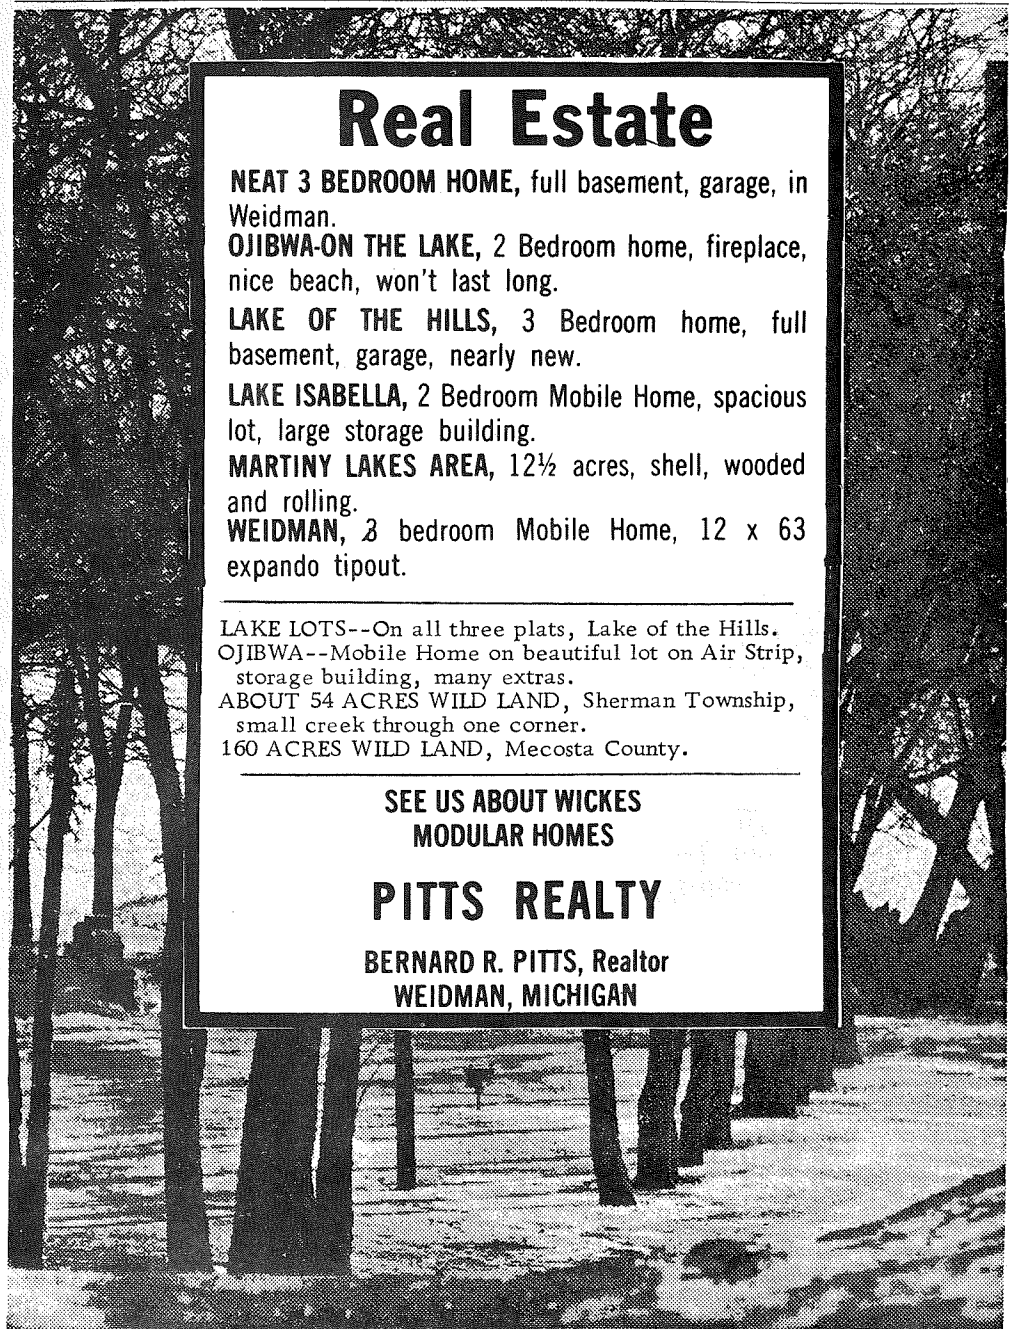 Real Estate
NEAT 3 BEDROOM HOME, full basement, garage, in
Weidman.
OJIBWA-ON THE LAKE, 2 Bedroom home, fireplace,
nice beach, won't last long.
LAKE OF THE HILLS, 3 Bedroom home, full
basement, garage, nearly new.
LAKE ISABELLA, 2 Bedroom Mobile Home, spacious
lot, large storage building.
MARTINY LAKES AREA, 12½ acres, shell, wooded
and rolling.
WEIDMAN, 3 bedroom Mobile Home, 12 x 63
expando tipout.
LAKE LOTS--On all three plats, Lake of the Hills.
OJIBWA--Mobile Home on beautiful lot on Air Strip,
storage building, many extras.
ABOUT 54 ACRES WILD LAND, Sherman Township,
small creek through one corner.
160 ACRES WILD LAND, Mecosta County.
SEE US ABOUT WICKES
MODULAR HOMES
PITTS REALTY
BERNARD R. PITTS, Realtor
WEIDMAN, MICHIGAN